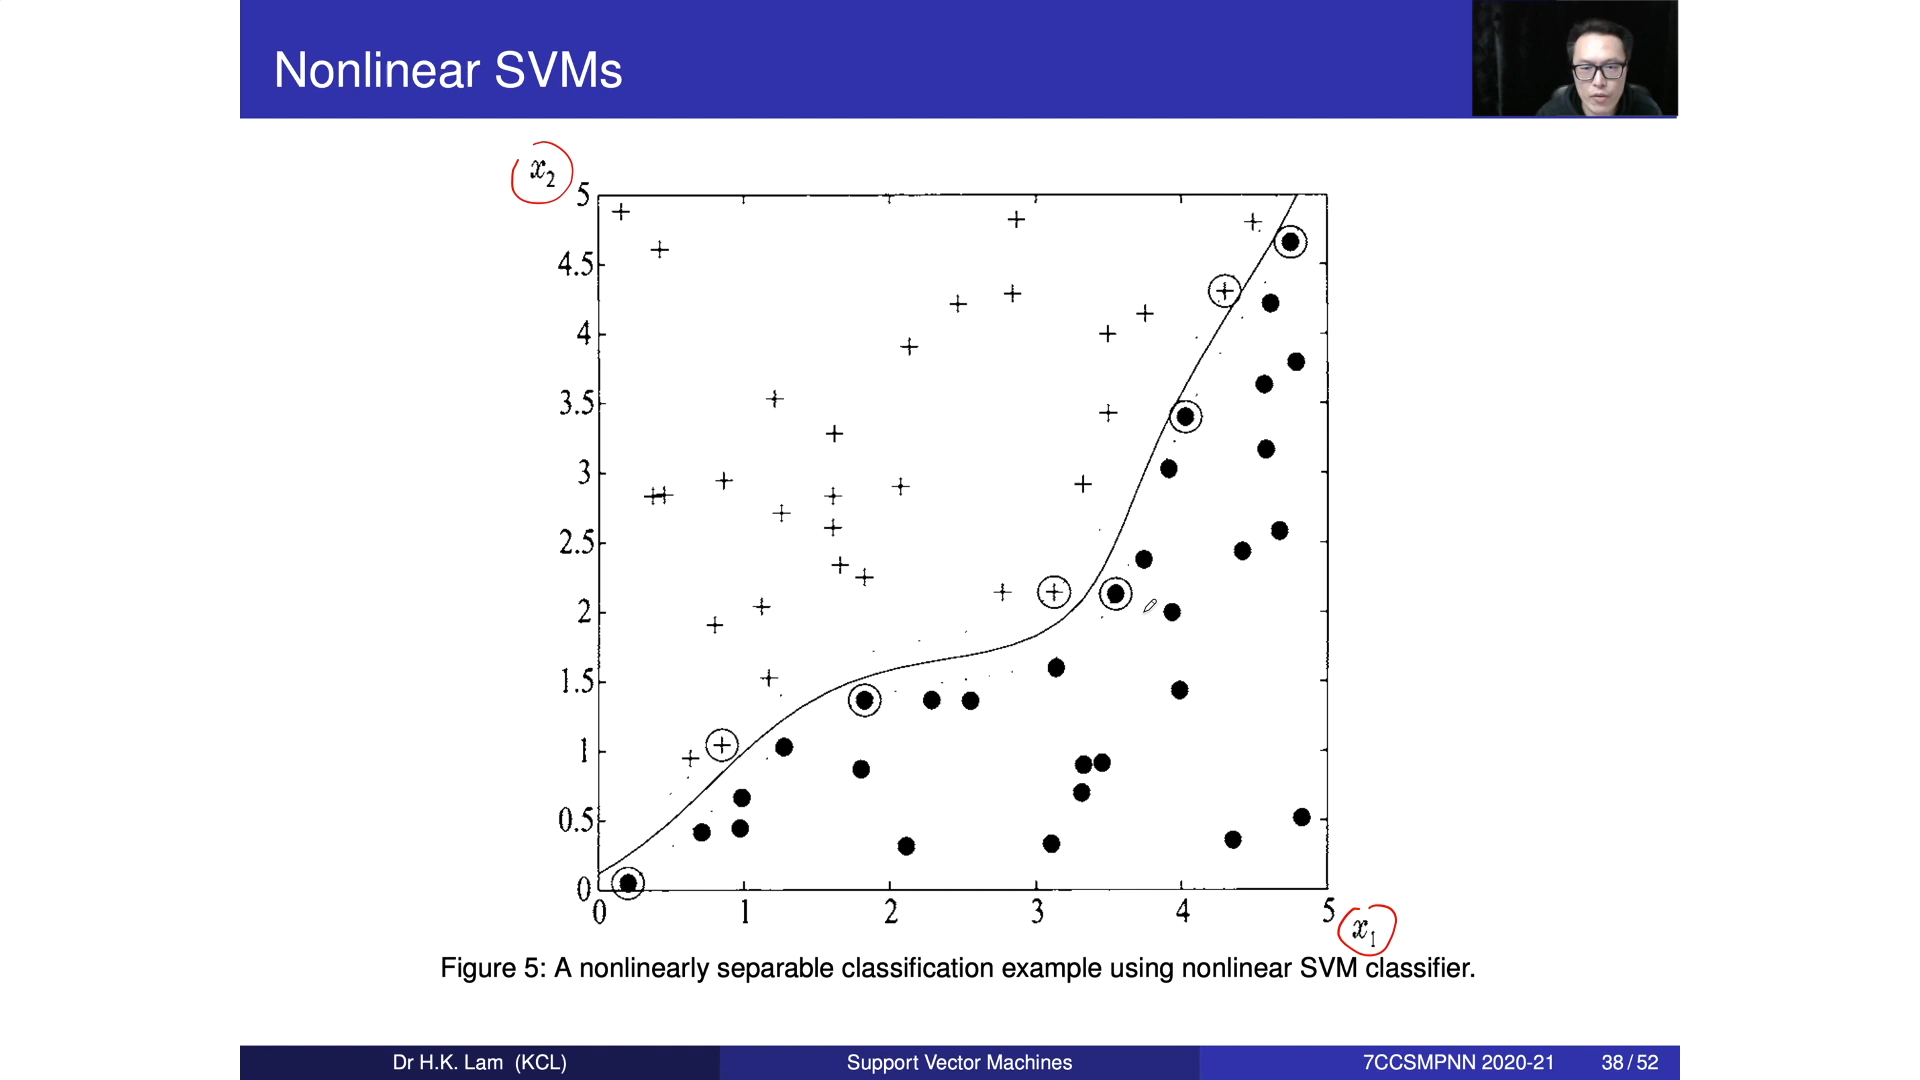 Nonlinear SVMs
x₂
5
4.5
4
3.5
3
2.5
2
1.5
1
0.5
0
0 1 2 3 4 5
x₁
Figure 5: A nonlinearly separable classification example using nonlinear SVM classifier.
Dr H.K. Lam (KCL) Support Vector Machines 7CCSMPNN 2020-21 38 / 52